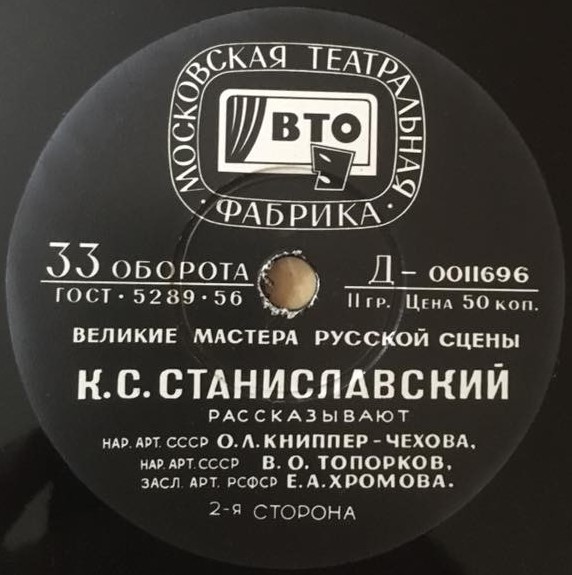 МОСКОВСКАЯ ТЕАТРАЛЬНАЯ
ВТО
· ФАБРИКА ·
33 ОБОРОТА
ГОСТ · 5289 · 56
Д - 0011696
II ГР. ЦЕНА 50 КОП.
ВЕЛИКИЕ МАСТЕРА РУССКОЙ СЦЕНЫ
К.С. СТАНИСЛАВСКИЙ
РАССКАЗЫВАЮТ
НАР. АРТ. СССР О.Л. КНИППЕР-ЧЕХОВА,
НАР. АРТ. СССР В. О. ТОПОРКОВ,
ЗАСЛ. АРТ. РСФСР Е.А. ХРОМОВА.
2-Я СТОРОНА